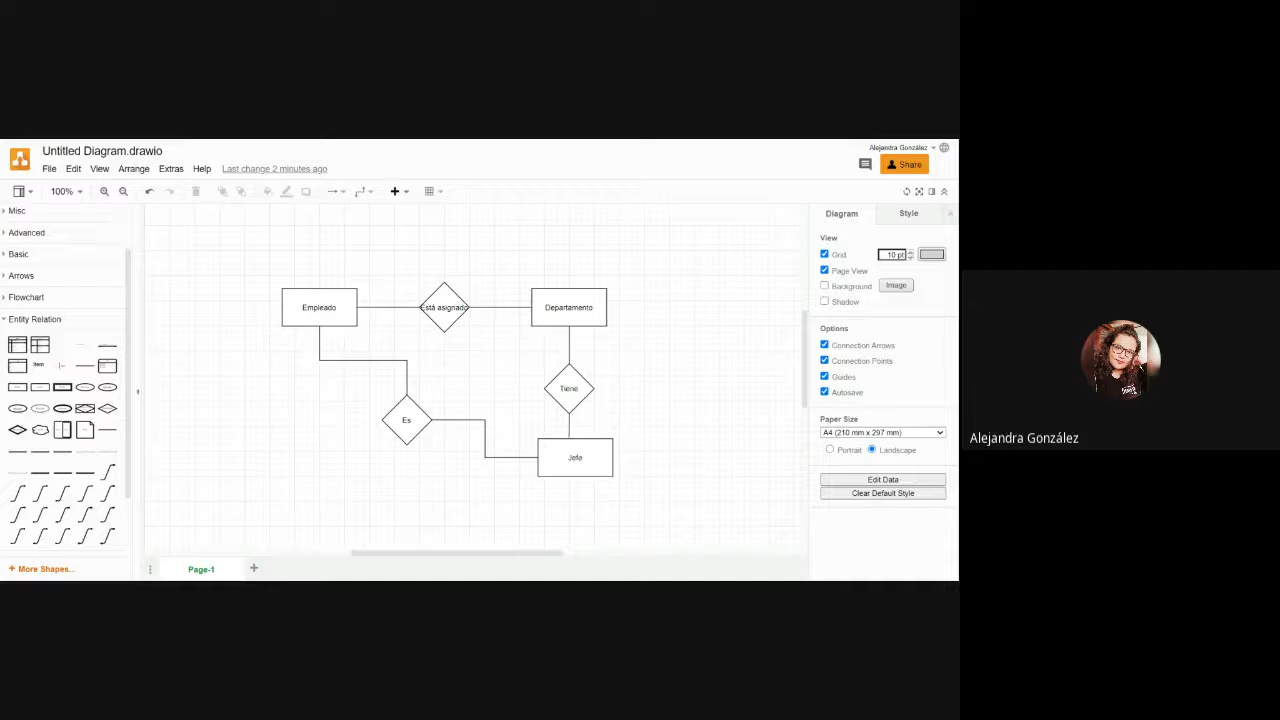 Untitled Diagram.drawio
Alejandra González
File Edit View Arrange Extras Help Last change 2 minutes ago
Share
100%
Misc
Advanced
Basic
Arrows
Flowchart
Entity Relation
More Shapes...
Empleado
Está asignado
Departamento
Tiene
Es
Jefe
Page-1
Diagram Style
View
Grid 10 pt
Page View
Background Image
Shadow
Options
Connection Arrows
Connection Points
Guides
Autosave
Paper Size
A4 (210 mm x 297 mm)
Portrait Landscape
Edit Data
Clear Default Style
Alejandra González